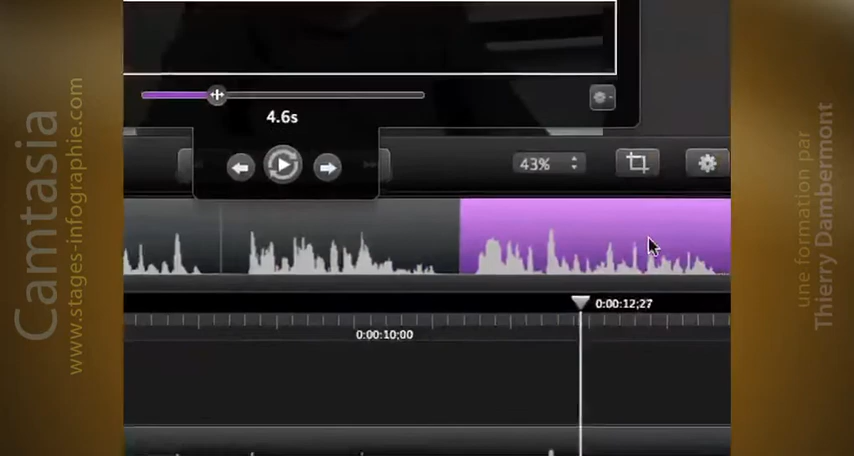 Camtasia
www.stages-infographie.com
4.6s
43%
0:00:12;27
0:00:10;00
une formation par
Thierry Dambermont